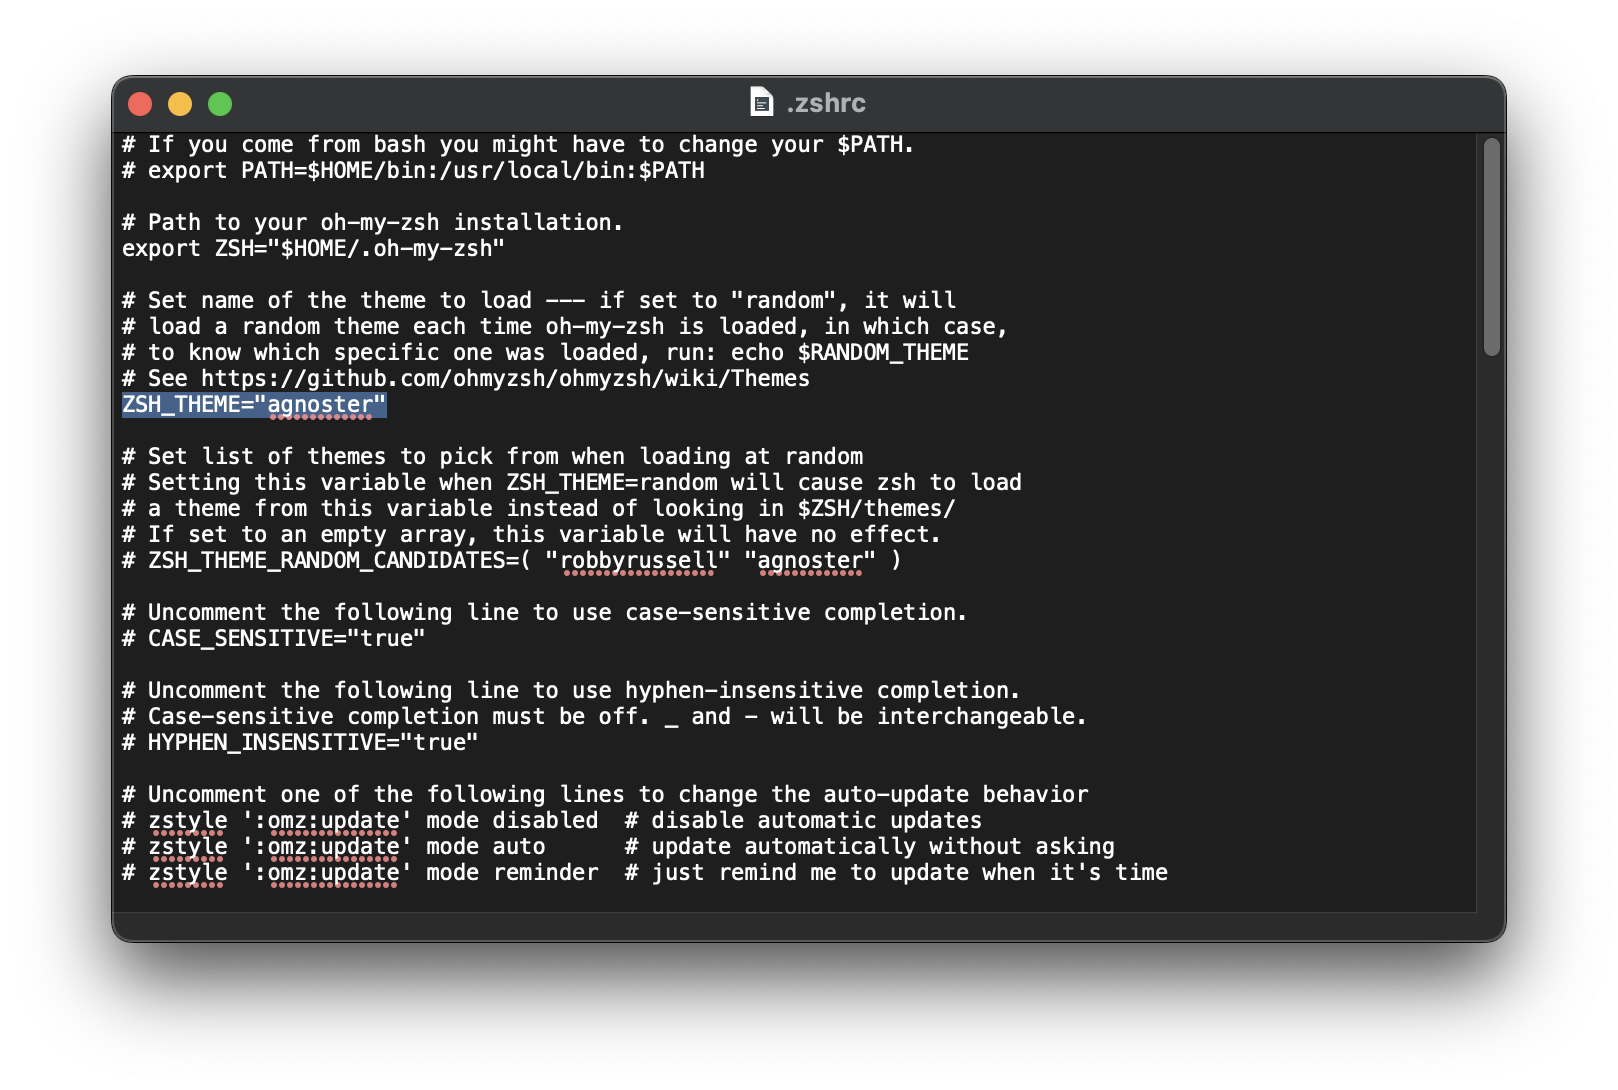 .zshrc
# If you come from bash you might have to change your $PATH.
# export PATH=$HOME/bin:/usr/local/bin:$PATH
# Path to your oh-my-zsh installation.
export ZSH="$HOME/.oh-my-zsh"
# Set name of the theme to load --- if set to "random", it will
# load a random theme each time oh-my-zsh is loaded, in which case,
# to know which specific one was loaded, run: echo $RANDOM_THEME
# See https://github.com/ohmyzsh/ohmyzsh/wiki/Themes
ZSH_THEME="agnoster"
# Set list of themes to pick from when loading at random
# Setting this variable when ZSH_THEME=random will cause zsh to load
# a theme from this variable instead of looking in $ZSH/themes/
# If set to an empty array, this variable will have no effect.
# ZSH_THEME_RANDOM_CANDIDATES=( "robbyrussell" "agnoster" )
# Uncomment the following line to use case-sensitive completion.
# CASE_SENSITIVE="true"
# Uncomment the following line to use hyphen-insensitive completion.
# Case-sensitive completion must be off. _ and - will be interchangeable.
# HYPHEN_INSENSITIVE="true"
# Uncomment one of the following lines to change the auto-update behavior
# zstyle ':omz:update' mode disabled  # disable automatic updates
# zstyle ':omz:update' mode auto      # update automatically without asking
# zstyle ':omz:update' mode reminder  # just remind me to update when it's time